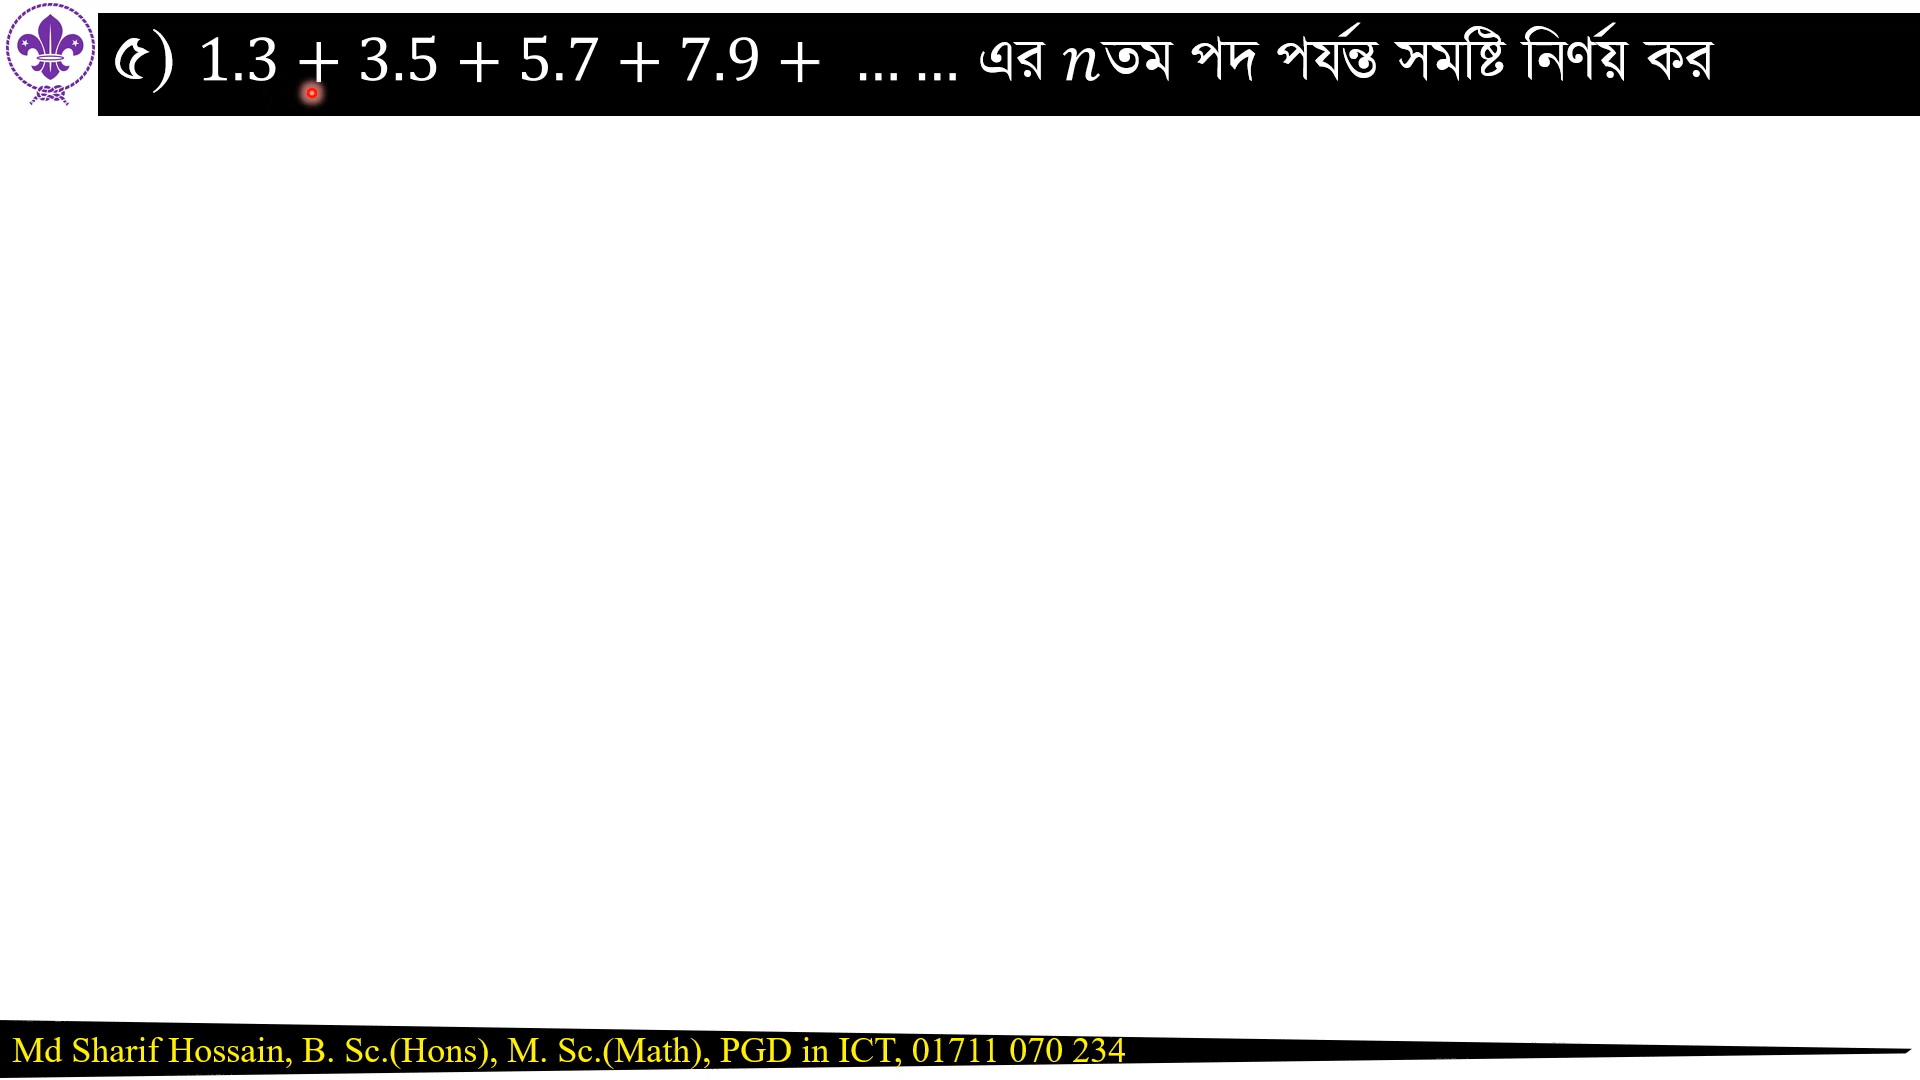 ৫) 1.3 + 3.5 + 5.7 + 7.9 + ... ... এর nতম পদ পর্যন্ত সমষ্টি নির্ণয় কর
Md Sharif Hossain, B. Sc.(Hons), M. Sc.(Math), PGD in ICT, 01711 070 234